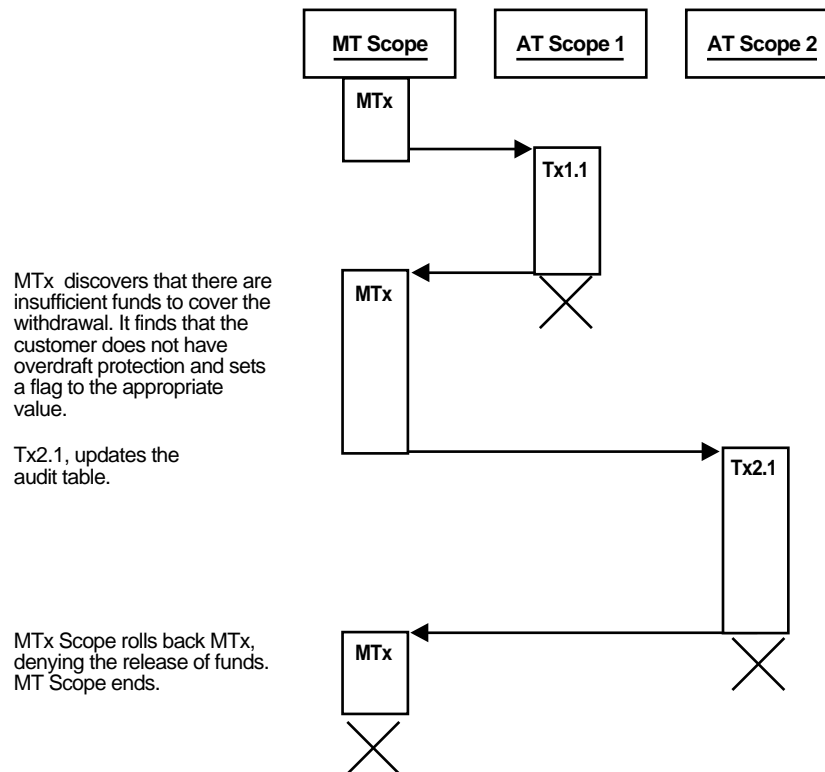 MT Scope
AT Scope 1
AT Scope 2
MTx
Tx1.1
MTx discovers that there are
insufficient funds to cover the
withdrawal. It finds that the
customer does not have
overdraft protection and sets
a flag to the appropriate
value.
MTx
Tx2.1, updates the
audit table.
Tx2.1
MTx Scope rolls back MTx,
denying the release of funds.
MT Scope ends.
MTx